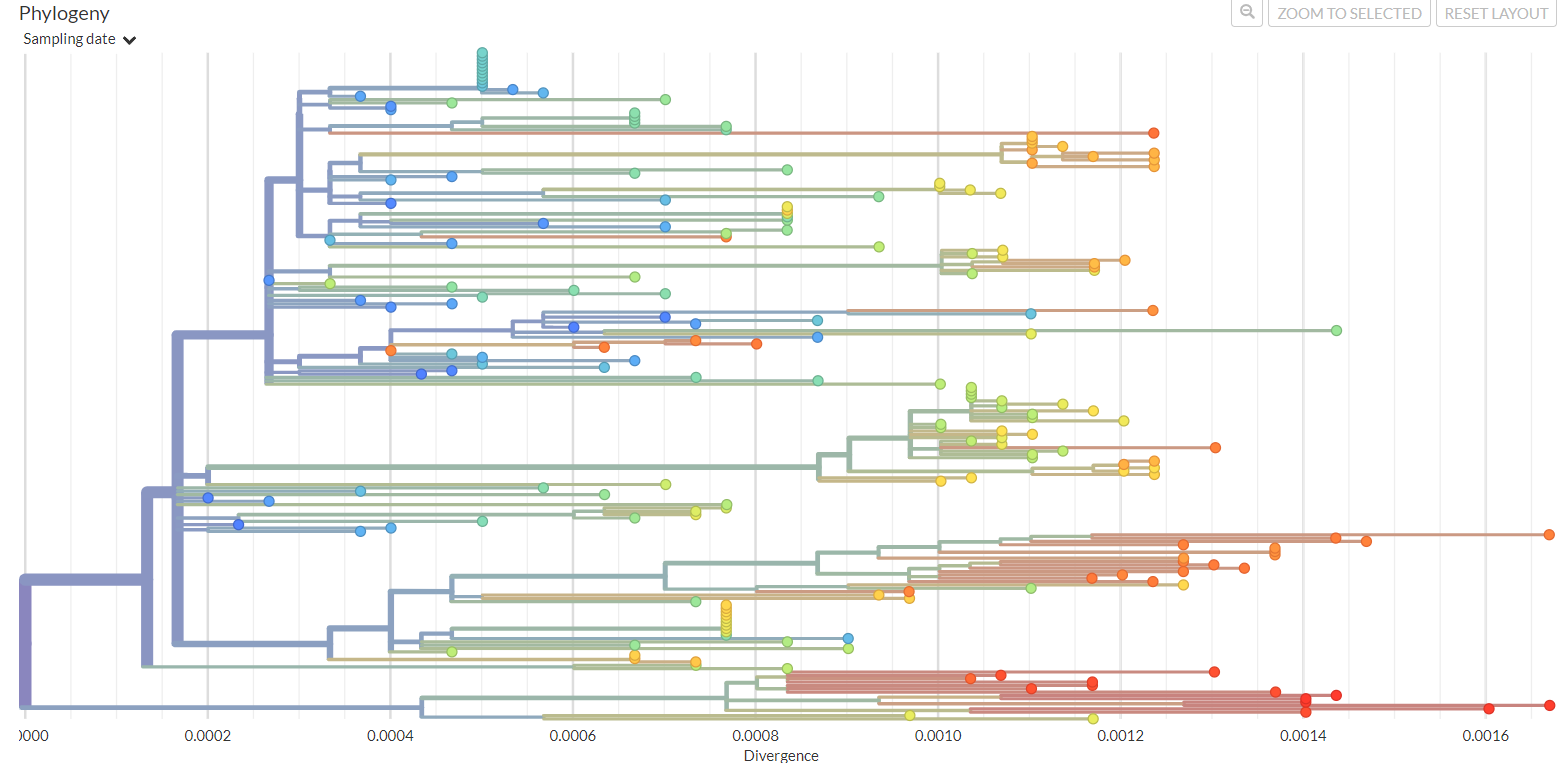 Phylogeny
ZOOM TO SELECTED
RESET LAYOUT
Sampling date
0000 0.0002 0.0004 0.0006 0.0008 0.0010 0.0012 0.0014 0.0016
Divergence